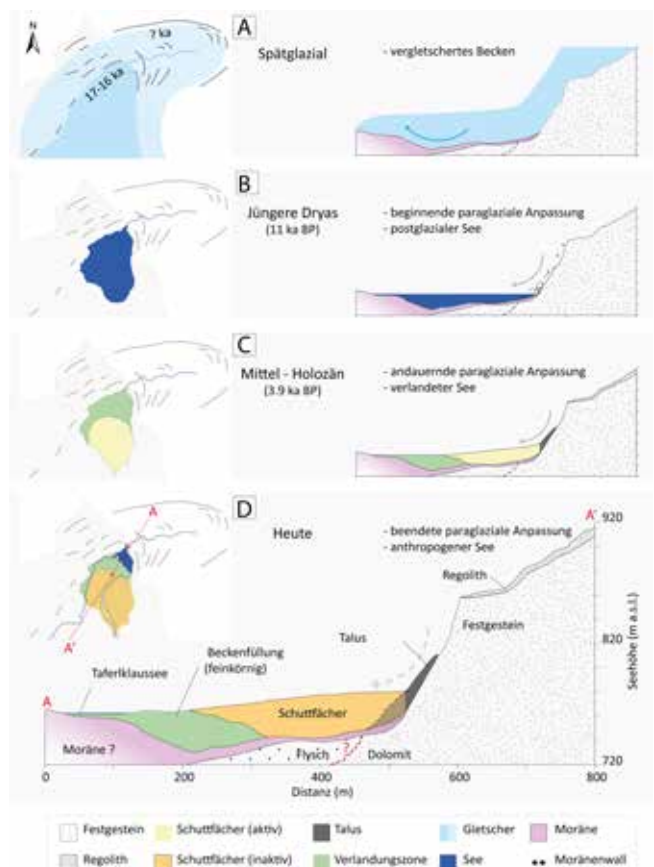 N
? ka
17-16 ka
A
Spätglazial
- vergletschertes Becken
B
Jüngere Dryas
(11 ka BP)
- beginnende paraglaziale Anpassung
- postglazialer See
C
Mittel - Holozän
(3.9 ka BP)
- andauernde paraglaziale Anpassung
- verlandeter See
D
Heute
- beendete paraglaziale Anpassung
- anthropogener See
A
A'
A'
920
Regolith
Festgestein
820
Seehöhe (m a.s.l.)
Talus
Beckenfüllung
(feinkörnig)
Taferlklaussee
A
Schuttfächer
Moräne ?
Flysch
?
Dolomit
720
0
200
400
600
800
Distanz (m)
Festgestein
Schuttfächer (aktiv)
Talus
Gletscher
Moräne
Regolith
Schuttfächer (inaktiv)
Verlandungszone
See
Moränenwall